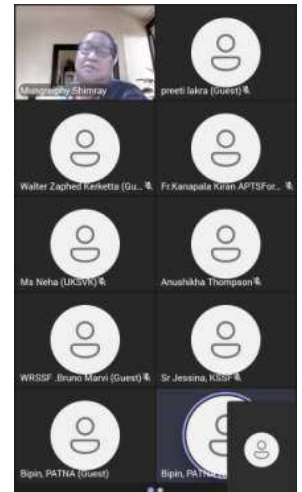 Mungreiphy Shimray
preeti lakra (Guest)
Walter Zaphed Kerketta (Gu...
Fr.Kanapala Kiran APTSFor...
Ms Neha (UKSVK)
Anushikha Thompson
WRSSF .Bruno Marvi (Guest)
Sr Jessina, KSSF
Bipin, PATNA (Guest)
Bipin, PATN